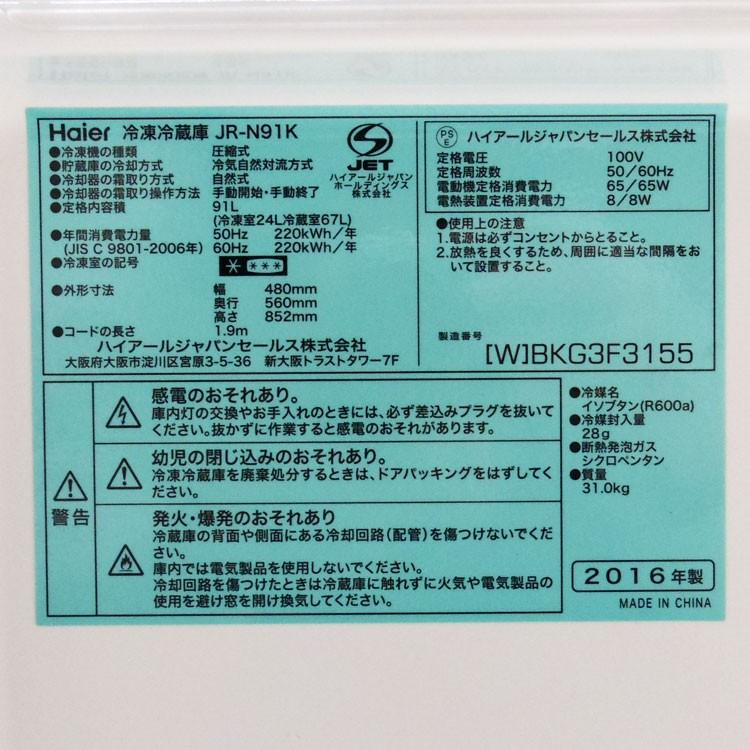 Haier 冷凍冷蔵庫 JR-N91K
●冷凍機の種類 圧縮式
●貯蔵庫の冷却方式 冷気自然対流方式
●冷却器の霜取り方式 自然式
●冷却器の霜取り操作方法 手動開始・手動終了
●定格内容積 91L
(冷凍室24L冷蔵室67L)
●年間消費電力量 50Hz 220kWh/年
(JIS C 9801-2006年) 60Hz 220kWh/年
●冷凍室の記号
●外形寸法 幅 480mm
奥行 560mm
高さ 852mm
●コードの長さ 1.9m
ハイアールジャパンセールス株式会社
大阪府大阪市淀川区宮原3-5-36 新大阪トラストタワー7F
S
JET
ハイアールジャパン
ホールディングス
株式会社
PS
E ハイアールジャパンセールス株式会社
定格電圧 100V
定格周波数 50/60Hz
電動機定格消費電力 65/65W
電熱装置定格消費電力 8/8W
●使用上の注意
1.電源は必ずコンセントからとること。
2.放熱を良くするため、周囲に適当な間隔をお
いて設置すること。
製造番号
[W]BKG3F3155
警告
感電のおそれあり。
庫内灯の交換やお手入れのときには、必ず差込みプラグを抜いて
ください。抜かずに作業すると感電のおそれがあります。
幼児の閉じ込みのおそれあり。
冷凍冷蔵庫を廃棄処分するときは、ドアパッキングをはずしてく
ださい。
発火・爆発のおそれあり
冷蔵庫の背面や側面にある冷却回路(配管)を傷つけないでくだ
さい。
庫内では電気製品を使用しないでください。
冷却回路を傷つけたときは冷蔵庫に触れずに火気や電気製品の
使用を避け窓を開け換気してください。
●冷媒名
イソブタン(R600a)
●冷媒封入量
28g
●断熱発泡ガス
シクロペンタン
●質量
31.0kg
2016年製
MADE IN CHINA